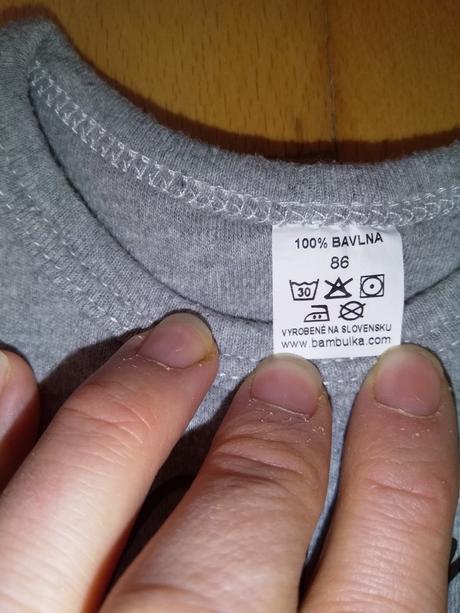 100% BAVLNA
86
30
VYROBENÉ NA SLOVENSKU
www.bambulka.com